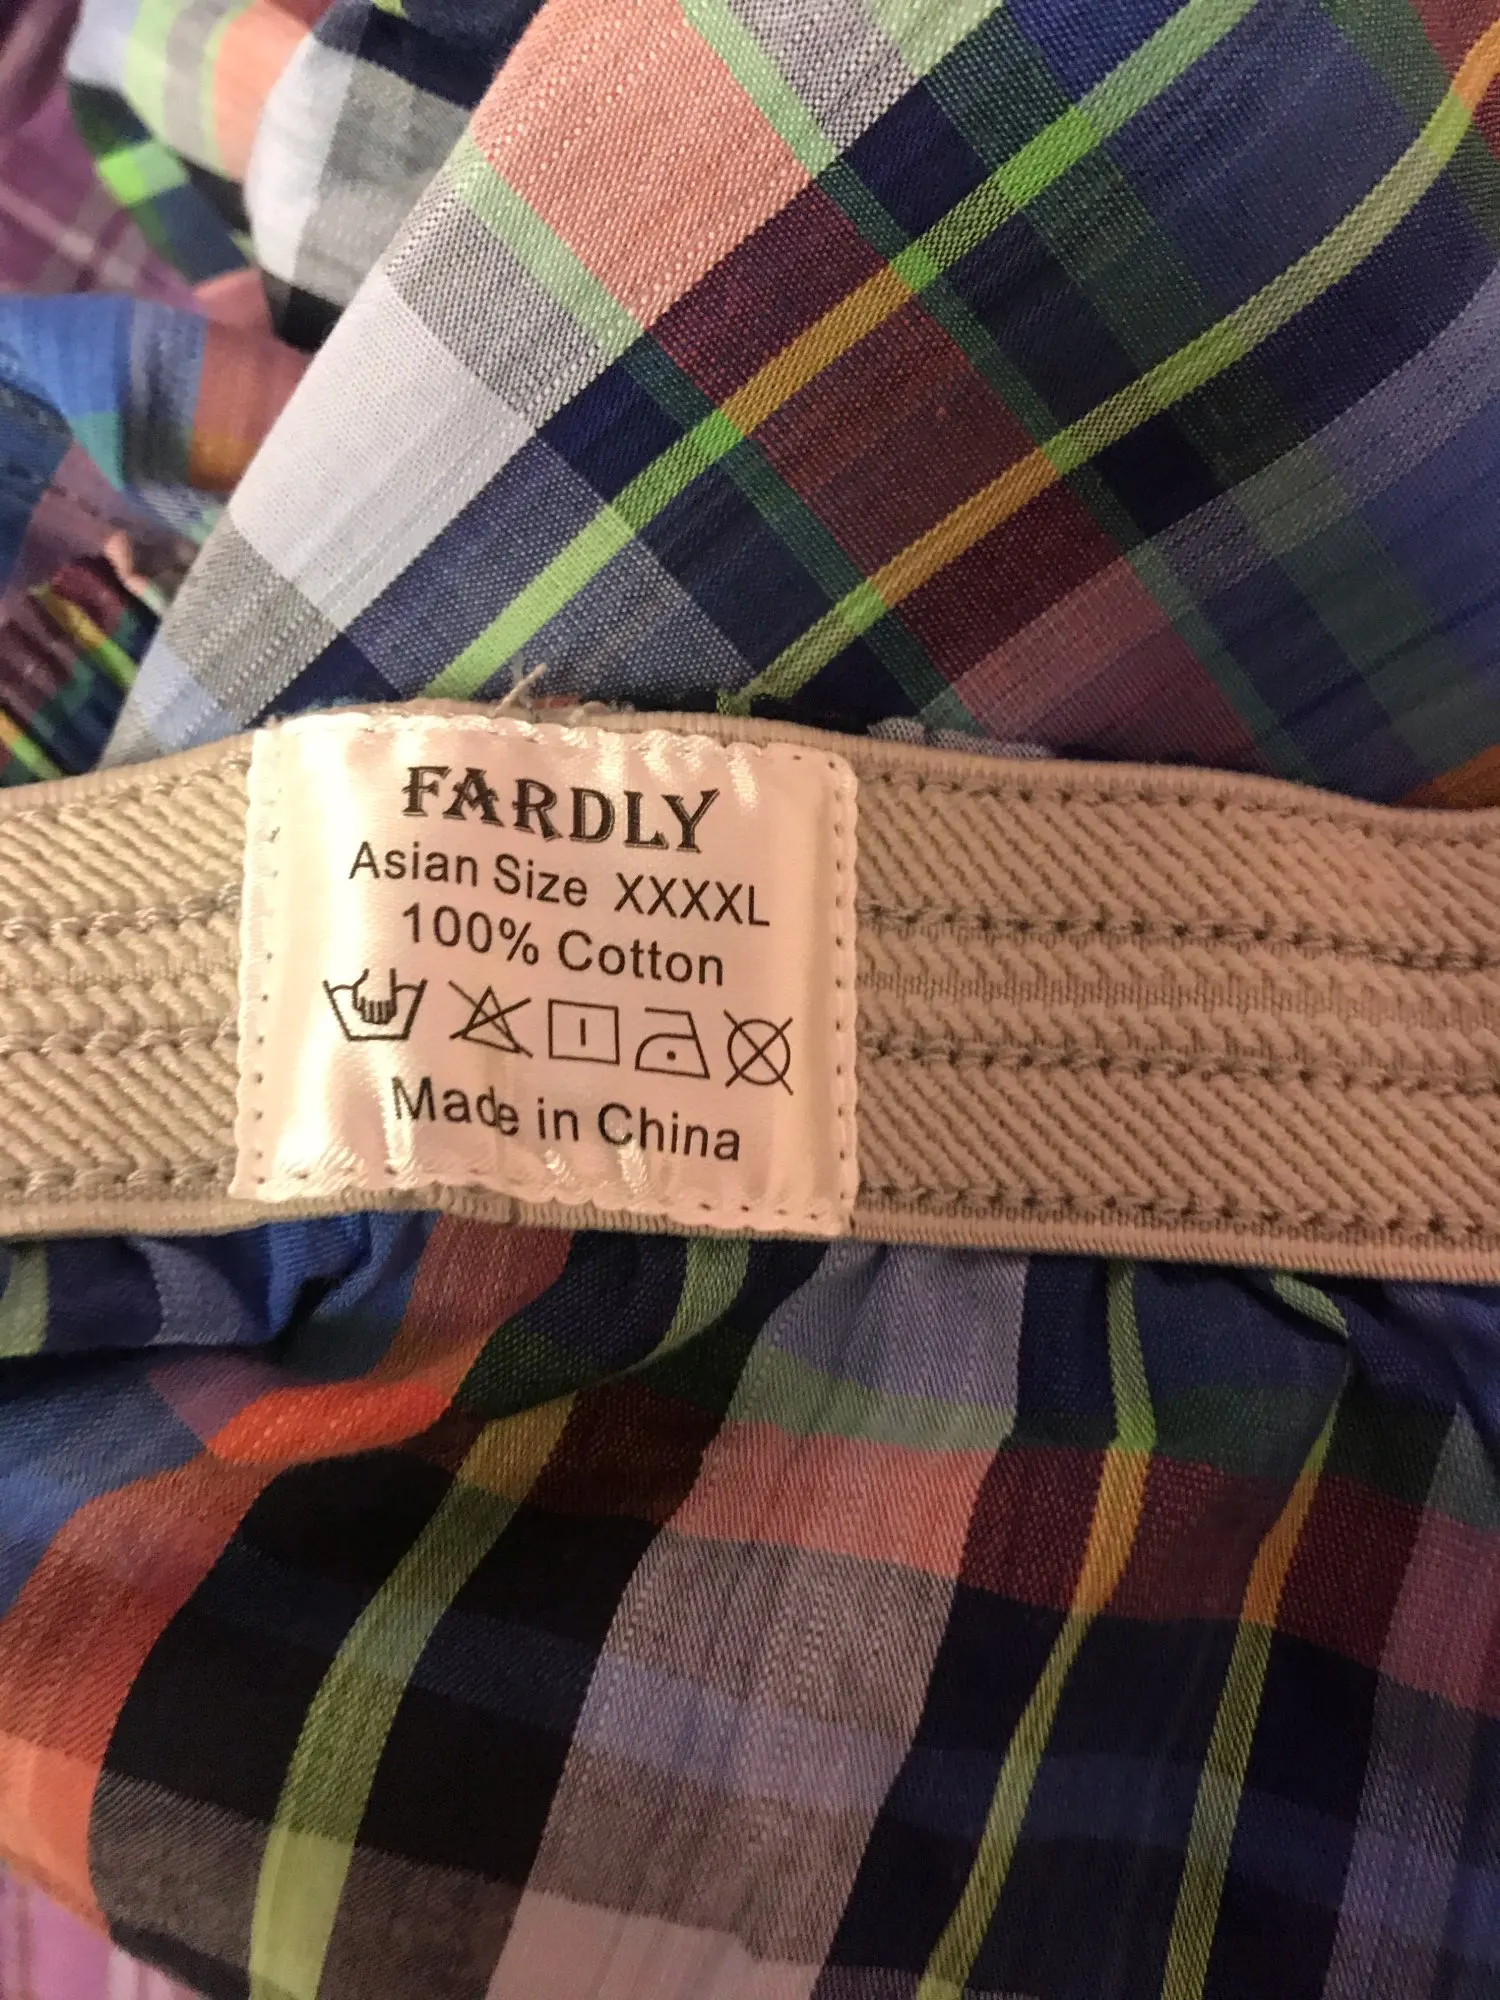 FARDLY
Asian Size XXXXL
100% Cotton
Made in China